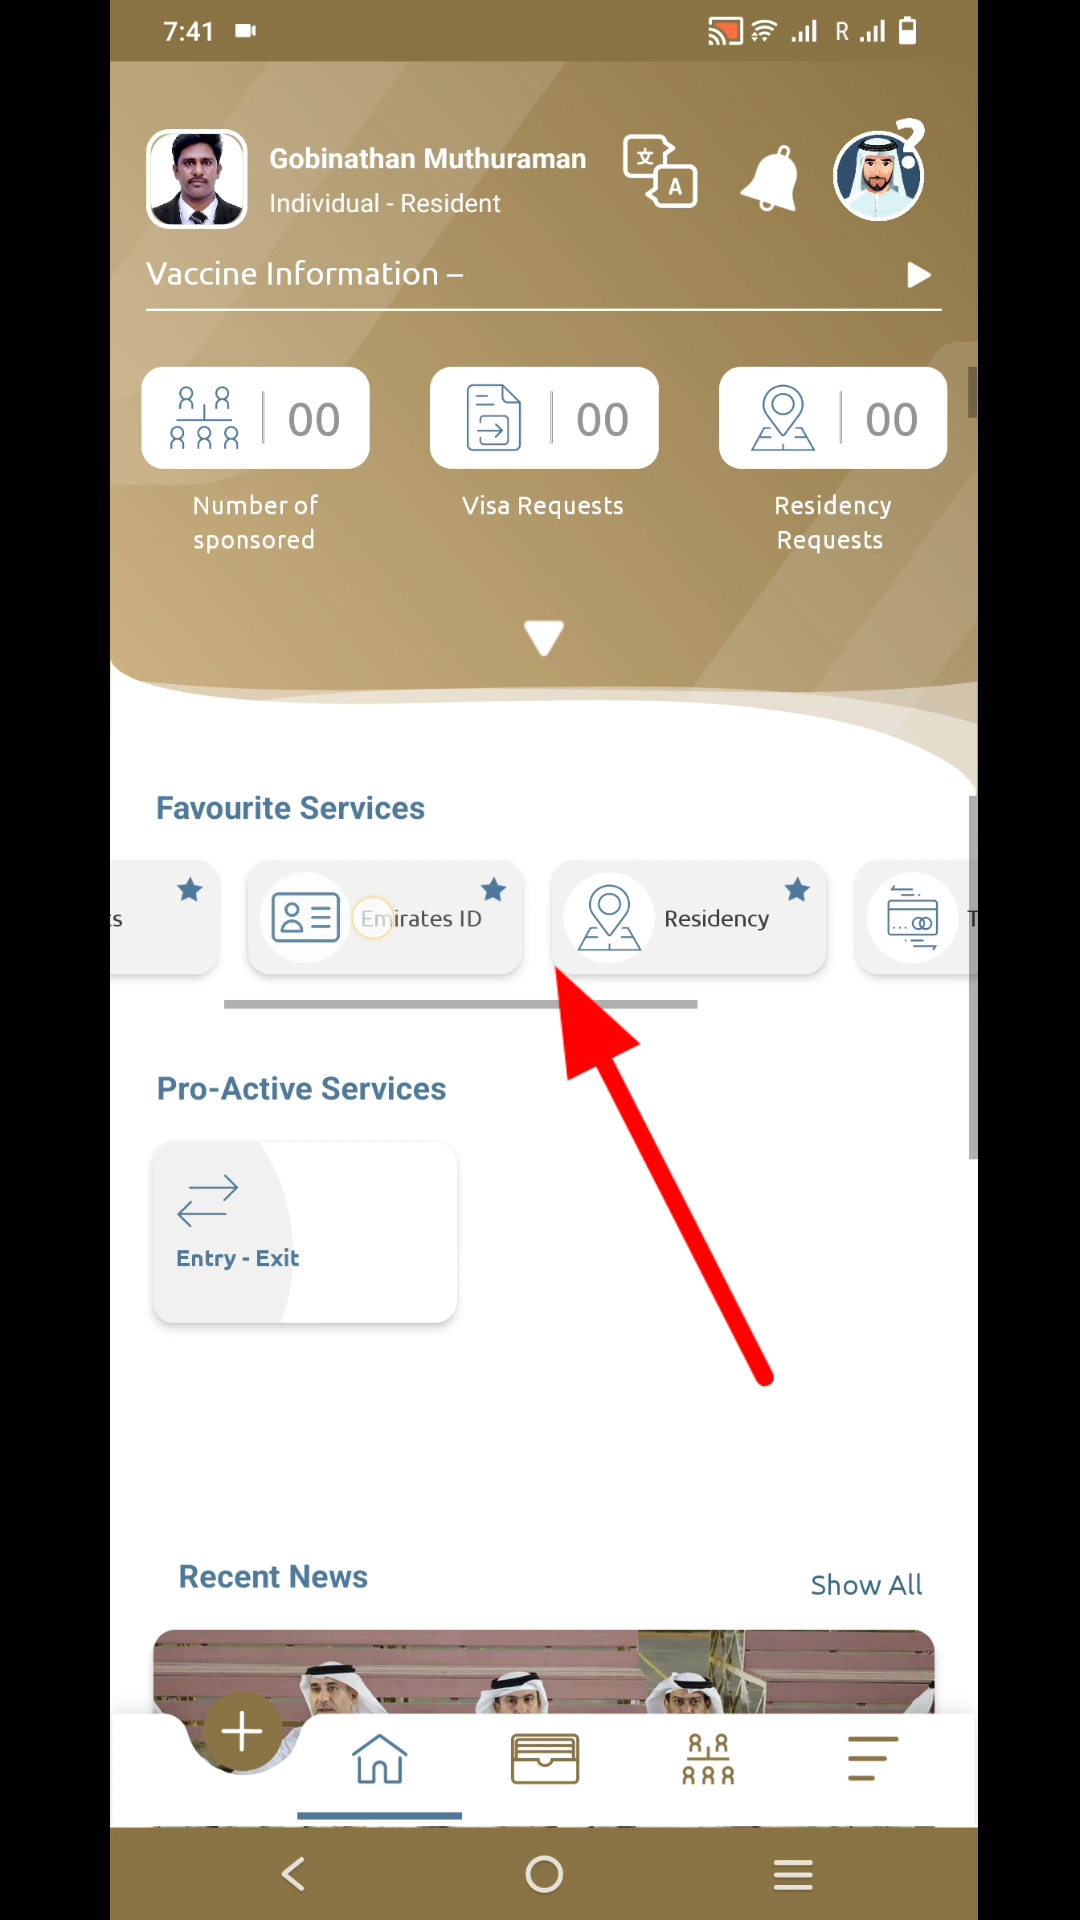 7:41
R
Gobinathan Muthuraman
Individual - Resident
文
A
?
Vaccine Information –
00
00
00
Number of
sponsored
Visa Requests
Residency
Requests
Favourite Services
Emirates ID
Residency
Pro-Active Services
Entry - Exit
Recent News
Show All